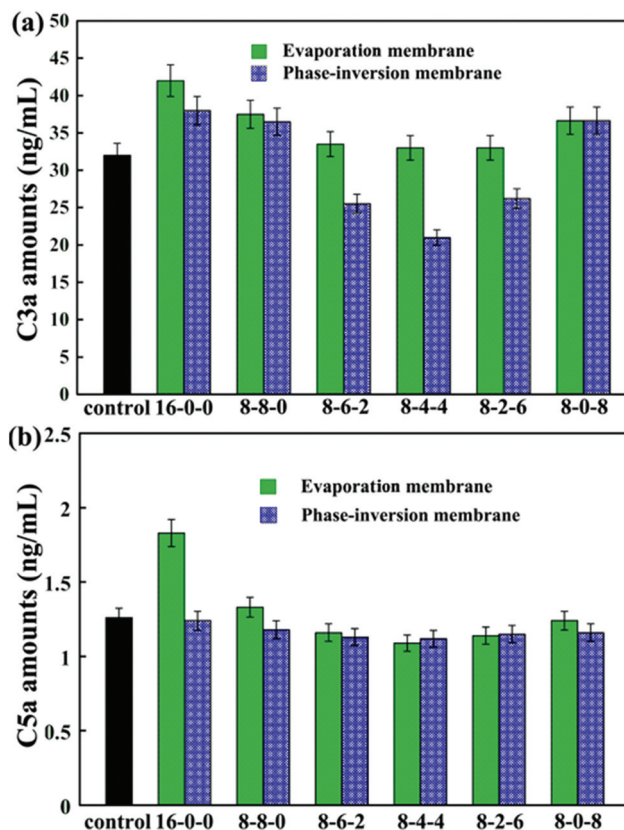 (a)
50
45
40
35
30
25
20
15
10
5
0
C3a amounts (ng/mL)
Evaporation membrane
Phase-inversion membrane
control 16-0-0 8-8-0 8-6-2 8-4-4 8-2-6 8-0-8
(b)
2.5
2
1.5
1
0.5
0
C5a amounts (ng/mL)
Evaporation membrane
Phase-inversion membrane
control 16-0-0 8-8-0 8-6-2 8-4-4 8-2-6 8-0-8